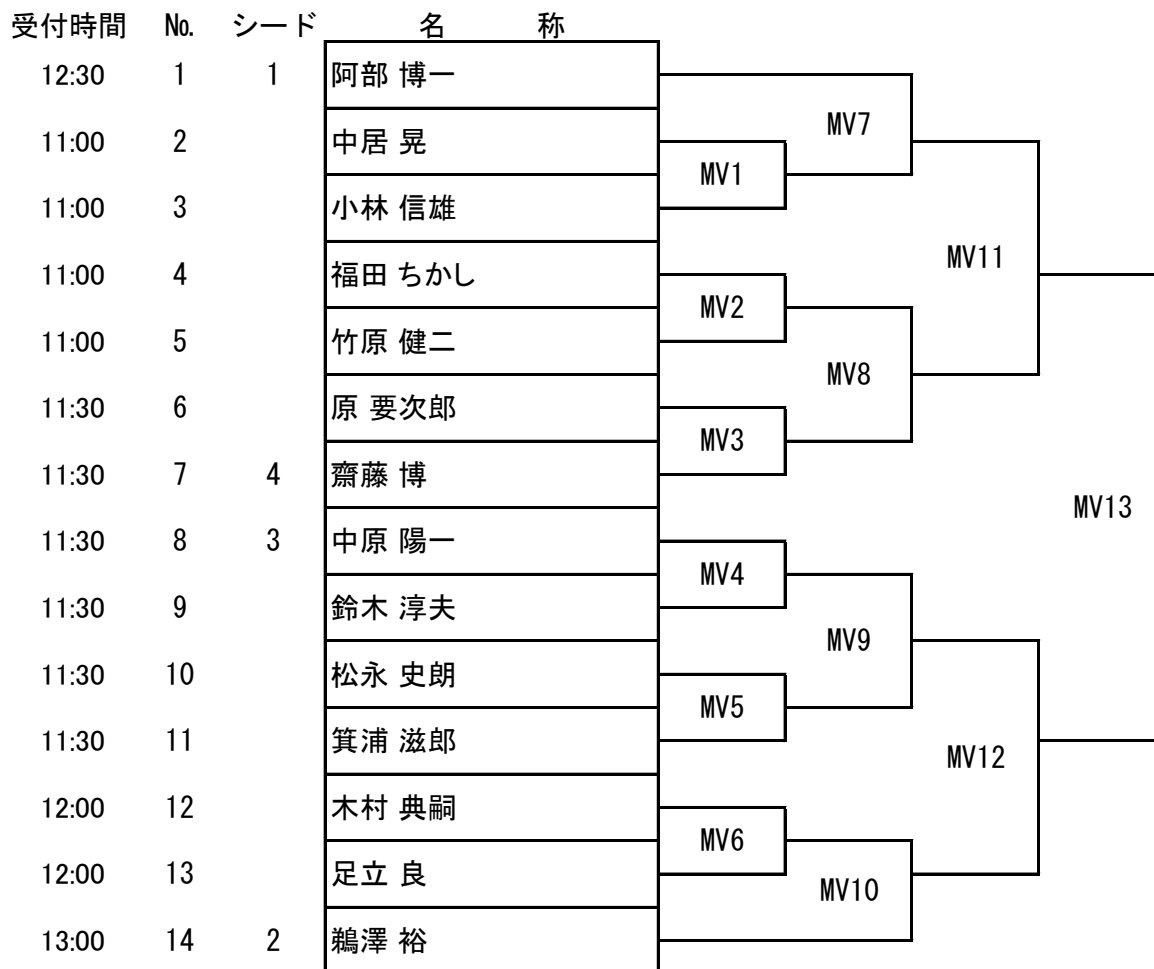 受付時間 No. シード 名 称
12:30 1 1 阿部 博一
MV7
11:00 2 中居 晃
MV1
11:00 3 小林 信雄
MV11
11:00 4 福田 ちかし
MV2
11:00 5 竹原 健二
MV8
11:30 6 原 要次郎
MV3
11:30 7 4 齋藤 博
MV13
11:30 8 3 中原 陽一
MV4
11:30 9 鈴木 淳夫
MV9
11:30 10 松永 史朗
MV5
11:30 11 箕浦 滋郎
MV12
12:00 12 木村 典嗣
MV6
12:00 13 足立 良
MV10
13:00 14 2 鵜澤 裕